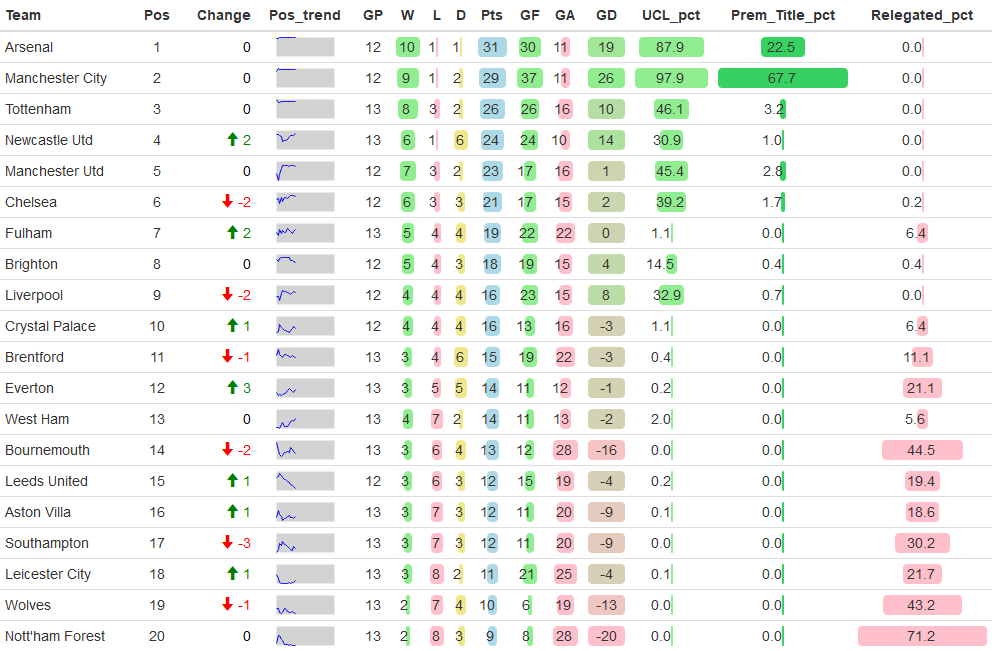 Team Pos Change Pos_trend GP W L D Pts GF GA GD UCL_pct Prem_Title_pct Relegated_pct
Arsenal 1 0 12 10 1 1 31 30 11 19 87.9 22.5 0.0
Manchester City 2 0 12 9 1 2 29 37 11 26 97.9 67.7 0.0
Tottenham 3 0 13 8 3 2 26 26 16 10 46.1 3.2 0.0
Newcastle Utd 4 2 13 6 1 6 24 24 10 14 30.9 1.0 0.0
Manchester Utd 5 0 12 7 3 2 23 17 16 1 45.4 2.8 0.0
Chelsea 6 -2 12 6 3 3 21 17 15 2 39.2 1.7 0.2
Fulham 7 2 13 5 4 4 19 22 22 0 1.1 0.0 6.4
Brighton 8 0 12 5 4 3 18 19 15 4 14.5 0.4 0.4
Liverpool 9 -2 12 4 4 4 16 23 15 8 32.9 0.7 0.0
Crystal Palace 10 1 12 4 4 4 16 13 16 -3 1.1 0.0 6.4
Brentford 11 -1 13 3 4 6 15 19 22 -3 0.4 0.0 11.1
Everton 12 3 13 3 5 5 14 11 12 -1 0.2 0.0 21.1
West Ham 13 0 13 4 7 2 14 11 13 -2 2.0 0.0 5.6
Bournemouth 14 -2 13 3 6 4 13 12 28 -16 0.0 0.0 44.5
Leeds United 15 1 12 3 6 3 12 15 19 -4 0.2 0.0 19.4
Aston Villa 16 1 13 3 7 3 12 11 20 -9 0.1 0.0 18.6
Southampton 17 -3 13 3 7 3 12 11 20 -9 0.0 0.0 30.2
Leicester City 18 1 13 3 8 2 11 21 25 -4 0.1 0.0 21.7
Wolves 19 -1 13 2 7 4 10 6 19 -13 0.0 0.0 43.2
Nott'ham Forest 20 0 13 2 8 3 9 8 28 -20 0.0 0.0 71.2